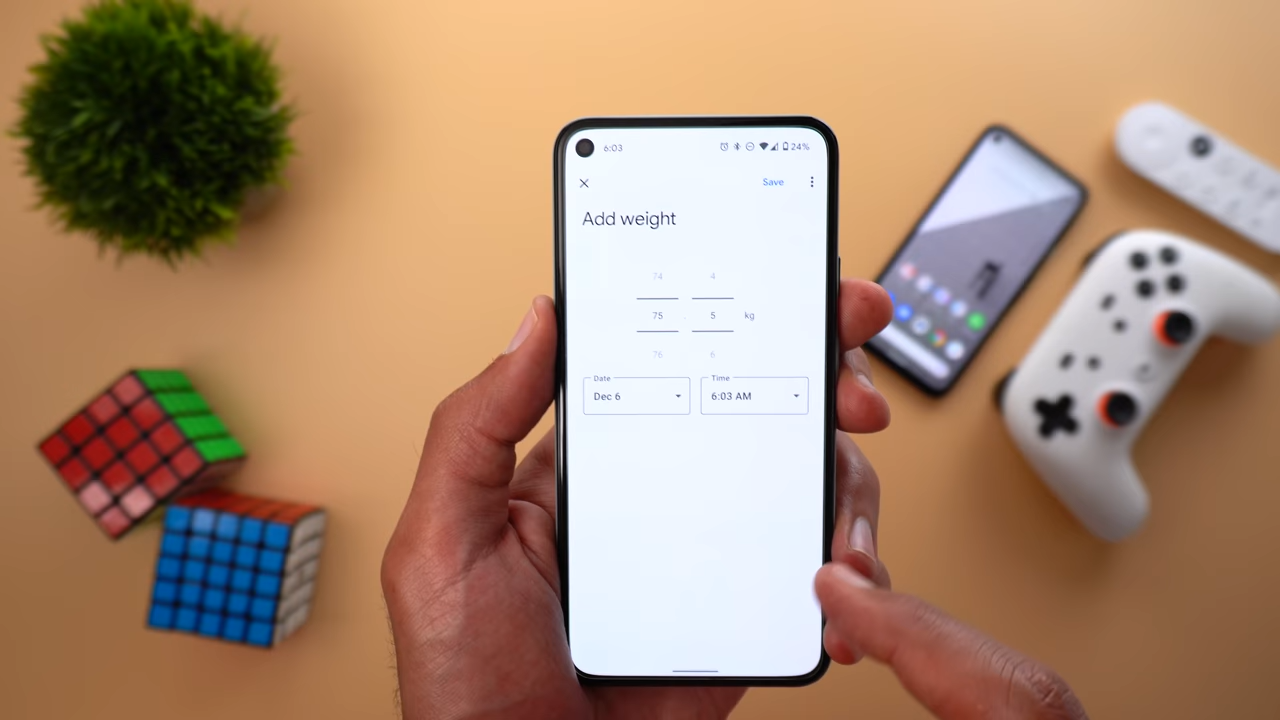 6:03 24%
Save
Add weight
74 4
75 . 5 kg
76 6
Date Time
Dec 6 6:03 AM